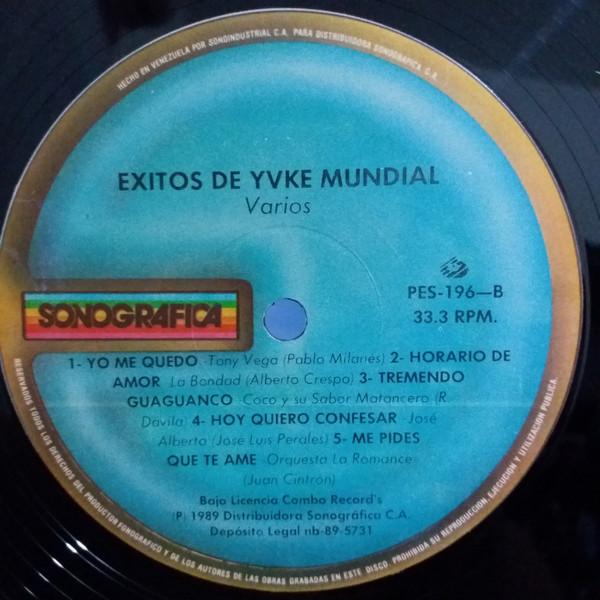 HECHO EN VENEZUELA POR SONOINDUSTRIAL C.A. PARA DISTRIBUIDORA SONOGRAFICA C.A.
EXITOS DE YVKE MUNDIAL
Varios
PES-196—B
33.3 RPM.
SONOGRAFICA
1- YO ME QUEDO -Tony Vega (Pablo Milanes) 2- HORARIO DE
AMOR La Bondad (Alberto Crespo) 3- TREMENDO
GUAGUANCO -Coco y su Sabor Matancero (R.
Dávila) 4- HOY QUIERO CONFESAR -José
Alberto (José Luis Perales) 5- ME PIDES
QUE TE AME -Orquesta La Romance-
(Juan Cintrón)
Bajo Licencia Combo Record's
(P) 1989 Distribuidora Sonográfica C.A.
Depósito Legal nb-89-5731
RESERVADOS TODOS LOS DERECHOS DEL PRODUCTOR FONOGRAFICO Y DE LOS AUTORES DE LAS OBRAS GRABADAS EN ESTE DISCO. PROHIBIDA SU REPRODUCCION, EJECUCION Y UTILIZACION PUBLICA.